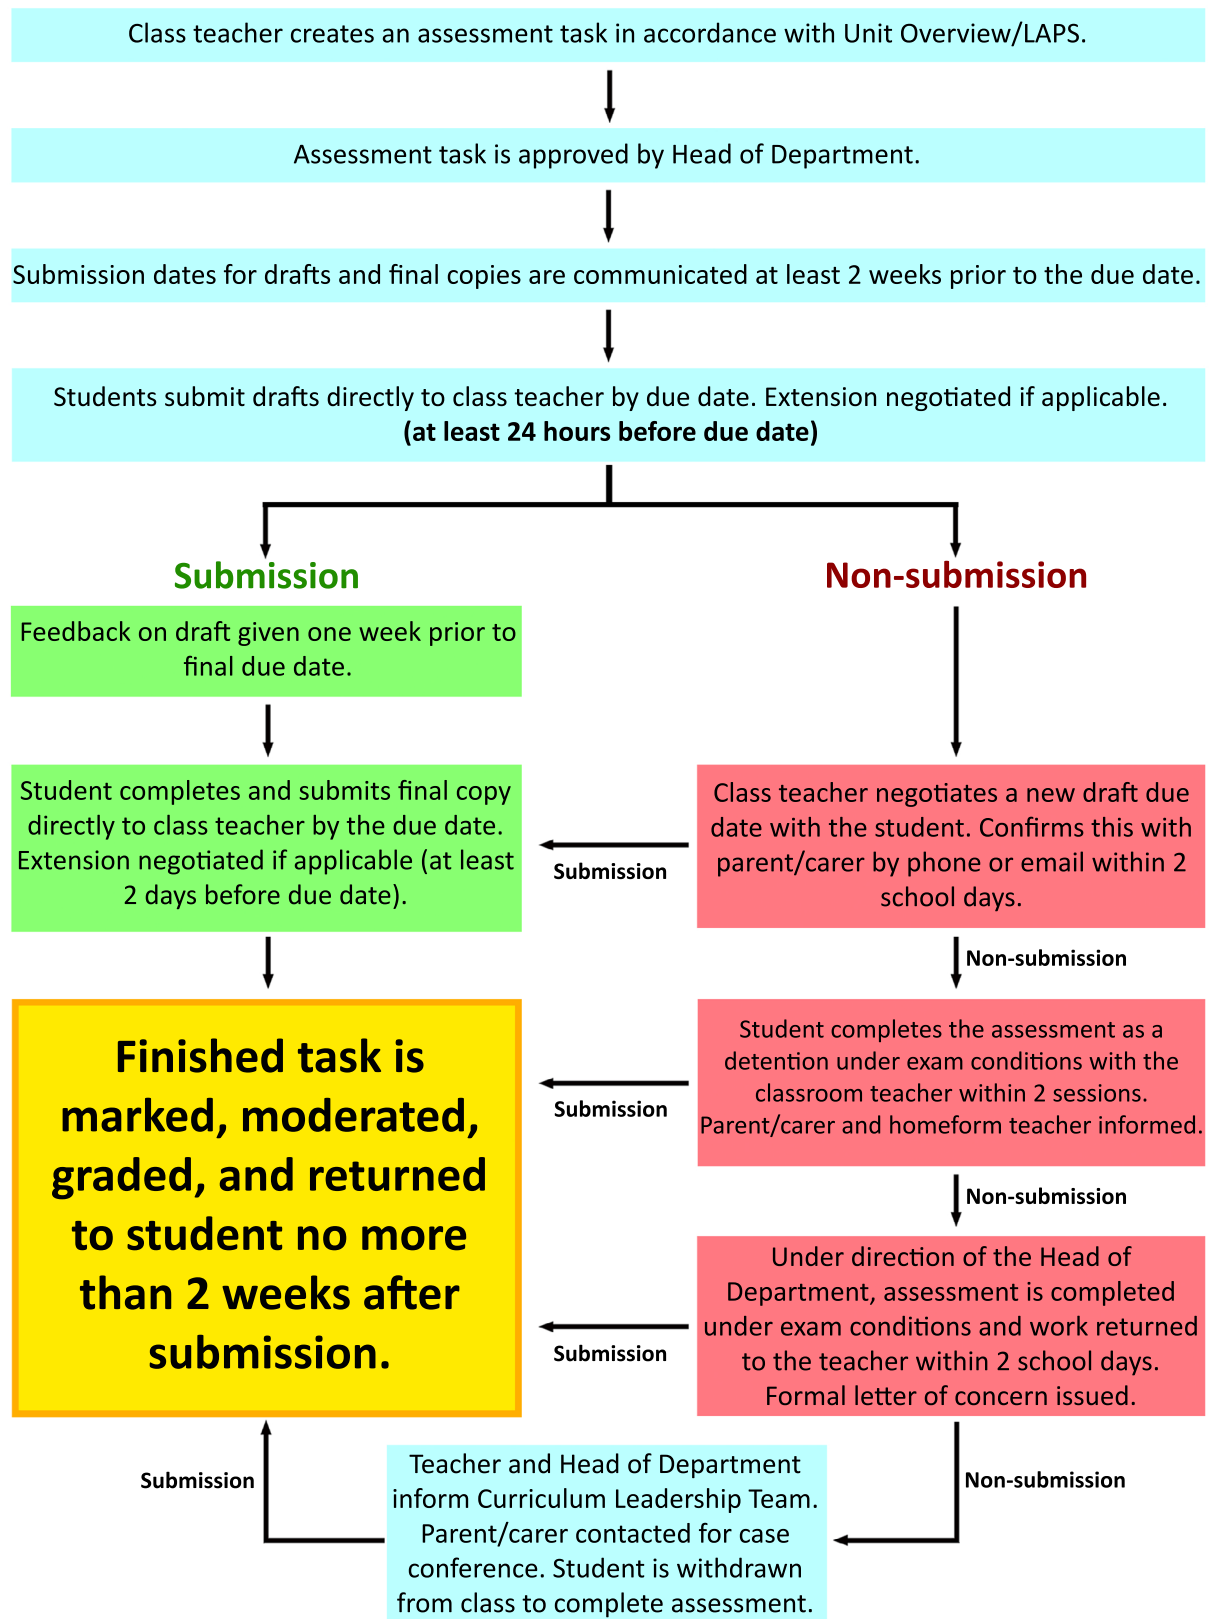 Class teacher creates an assessment task in accordance with Unit Overview/LAPS.
Assessment task is approved by Head of Department.
Submission dates for drafts and final copies are communicated at least 2 weeks prior to the due date.
Students submit drafts directly to class teacher by due date. Extension negotiated if applicable.
(at least 24 hours before due date)
Submission
Feedback on draft given one week prior to
final due date.
Student completes and submits final copy
directly to class teacher by the due date.
Extension negotiated if applicable (at least
2 days before due date).
Non-submission
Class teacher negotiates a new draft due
date with the student. Confirms this with
parent/carer by phone or email within 2
school days.
Submission
Non-submission
Student completes the assessment as a
detention under exam conditions with the
classroom teacher within 2 sessions.
Parent/carer and homeform teacher informed.
Submission
Non-submission
Under direction of the Head of
Department, assessment is completed
under exam conditions and work returned
to the teacher within 2 school days.
Formal letter of concern issued.
Submission
Non-submission
Teacher and Head of Department
inform Curriculum Leadership Team.
Parent/carer contacted for case
conference. Student is withdrawn
from class to complete assessment.
Submission
Finished task is
marked, moderated,
graded, and returned
to student no more
than 2 weeks after
submission.